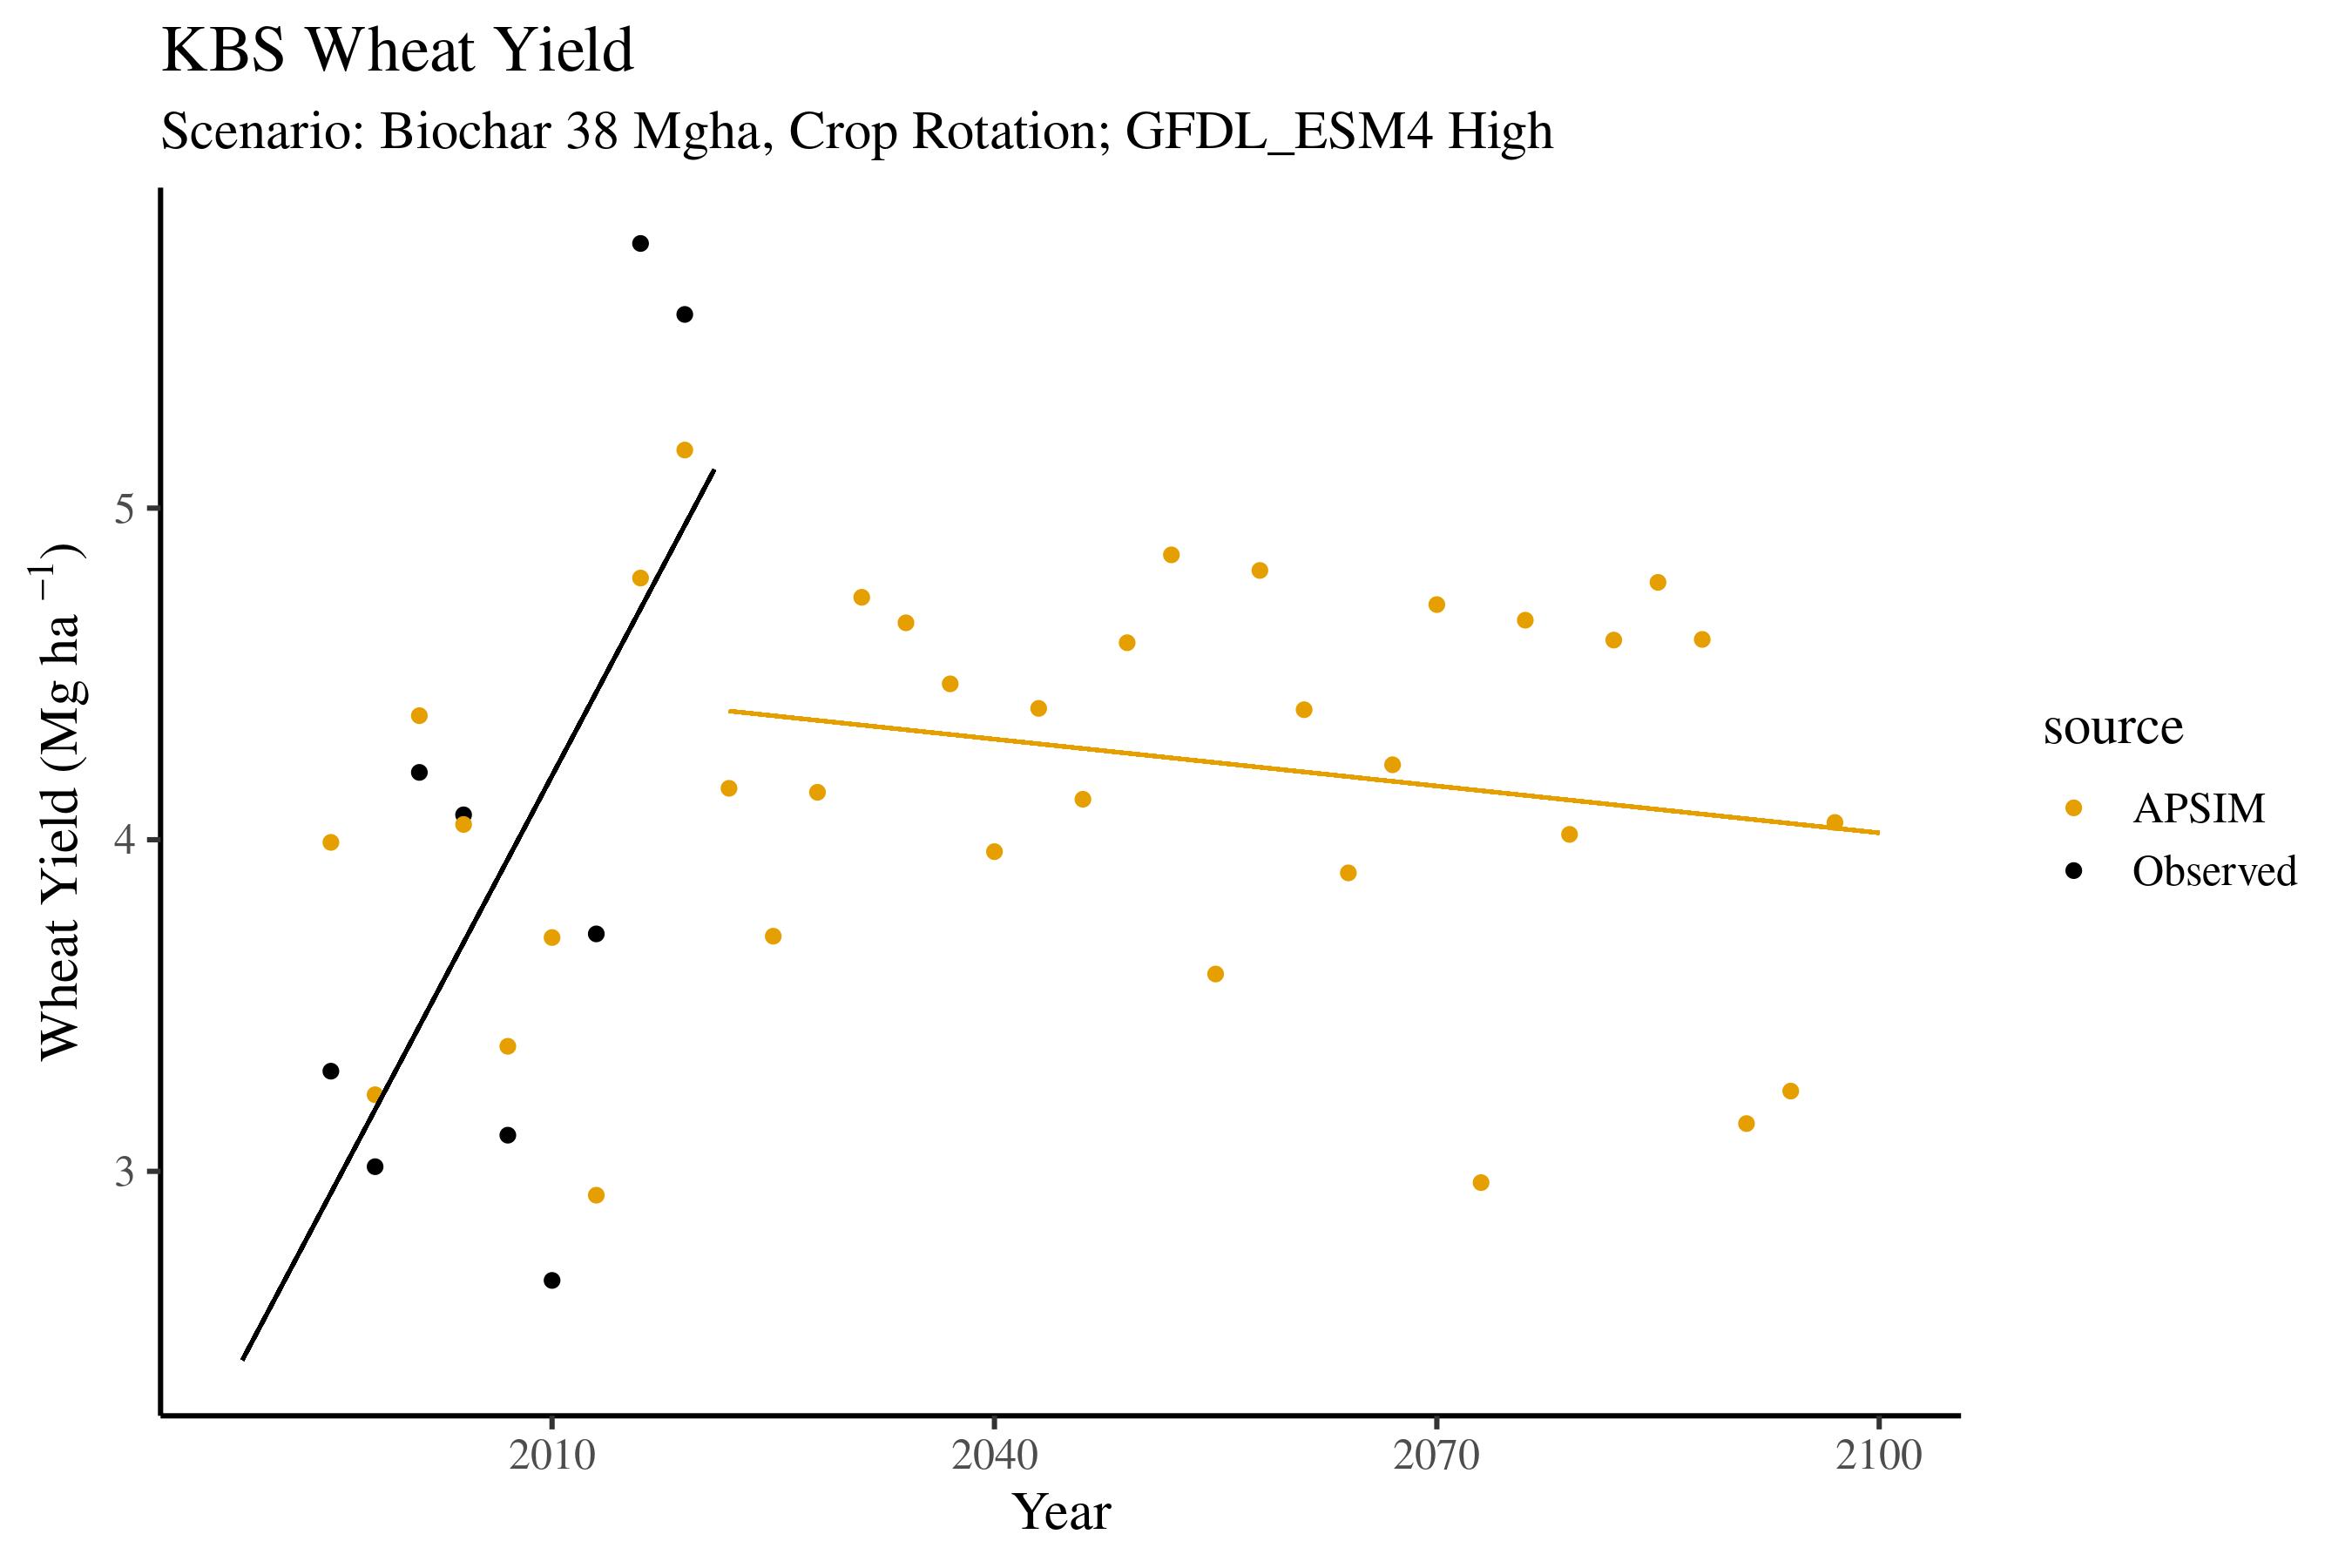 KBS Wheat Yield
Scenario: Biochar 38 Mgha, Crop Rotation; GFDL_ESM4 High
Wheat Yield (Mg ha⁻¹)
5
4
3
2010
2040
2070
2100
Year
source
APSIM
Observed